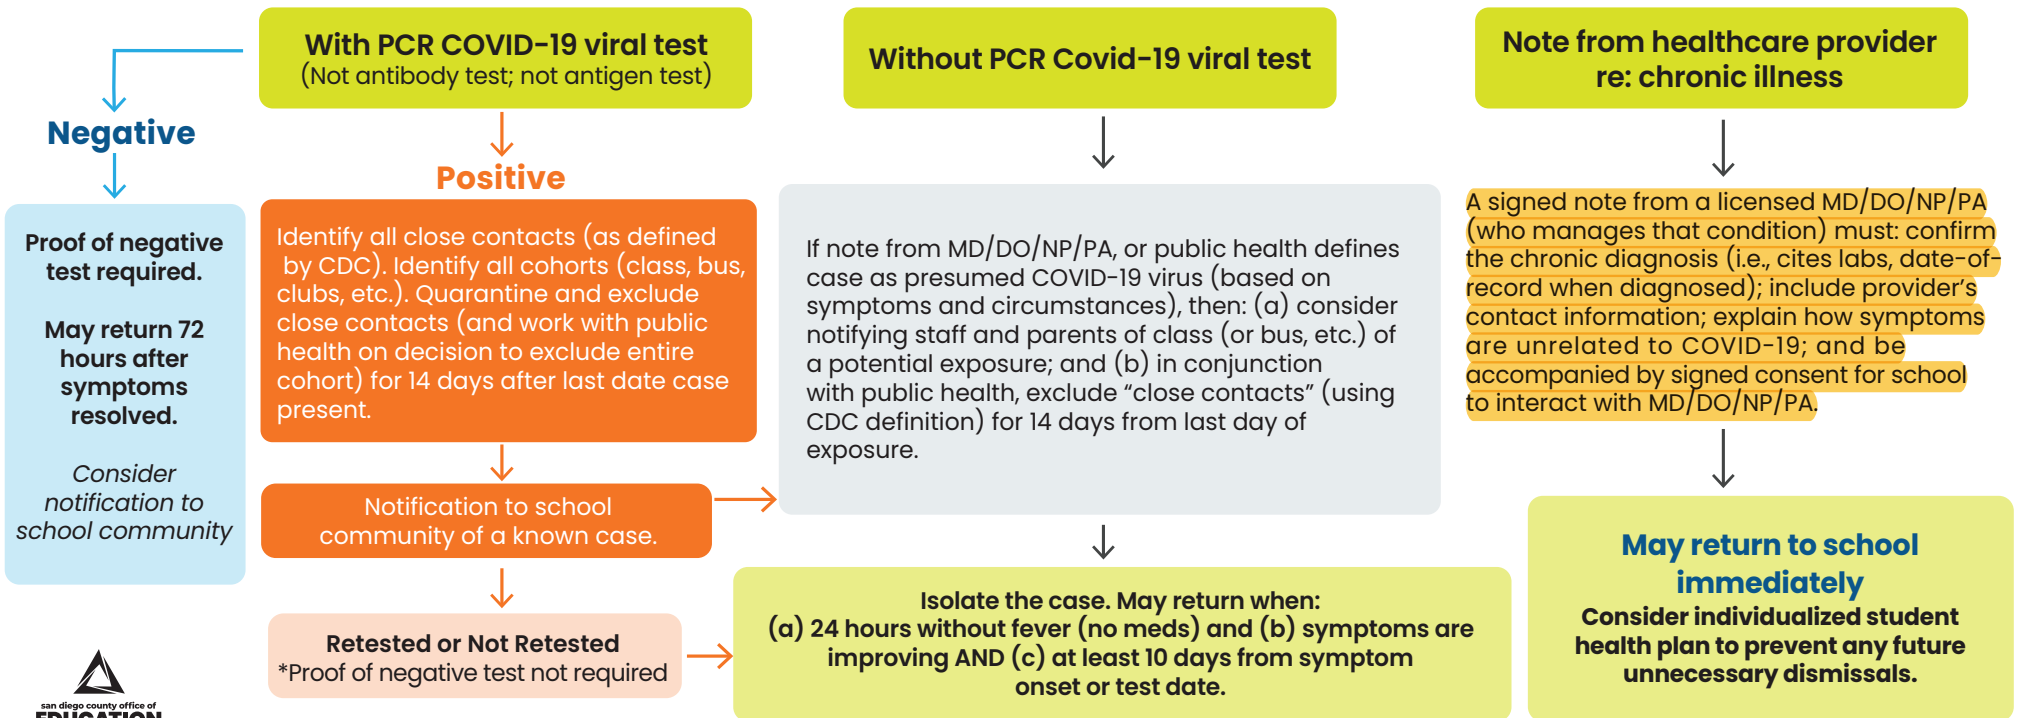 With PCR COVID-19 viral test
(Not antibody test; not antigen test)
Negative
Proof of negative
test required.
May return 72
hours after
symptoms
resolved.
Consider
notification to
school community
Positive
Identify all close contacts (as defined
by CDC). Identify all cohorts (class, bus,
clubs, etc.). Quarantine and exclude
close contacts (and work with public
health on decision to exclude entire
cohort) for 14 days after last date case
present.
Notification to school
community of a known case.
Retested or Not Retested
*Proof of negative test not required
Without PCR Covid-19 viral test
If note from MD/DO/NP/PA, or public health defines
case as presumed COVID-19 virus (based on
symptoms and circumstances), then: (a) consider
notifying staff and parents of class (or bus, etc.) of
a potential exposure; and (b) in conjunction
with public health, exclude “close contacts” (using
CDC definition) for 14 days from last day of
exposure.
Isolate the case. May return when:
(a) 24 hours without fever (no meds) and (b) symptoms are
improving AND (c) at least 10 days from symptom
onset or test date.
Note from healthcare provider
re: chronic illness
A signed note from a licensed MD/DO/NP/PA
(who manages that condition) must: confirm
the chronic diagnosis (i.e., cites labs, date-of-
record when diagnosed); include provider’s
contact information; explain how symptoms
are unrelated to COVID-19; and be
accompanied by signed consent for school
to interact with MD/DO/NP/PA.
May return to school
immediately
Consider individualized student
health plan to prevent any future
unnecessary dismissals.
san diego county office of
EDUCATION